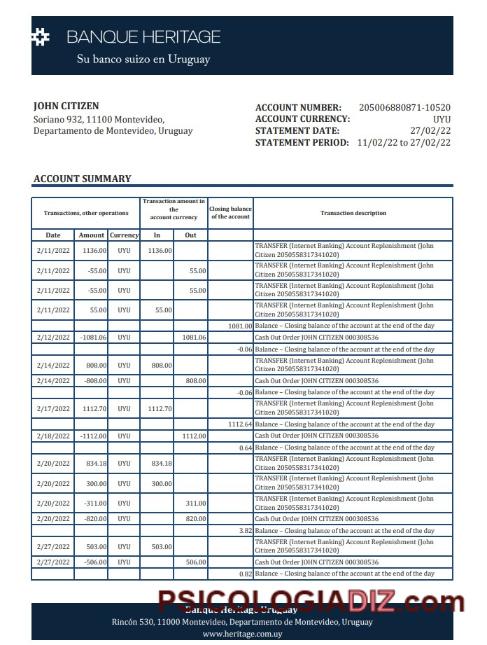 BANQUE HERITAGE
Su banco suizo en Uruguay
JOHN CITIZEN
Soriano 932, 11100 Montevideo,
Departamento de Montevideo, Uruguay
ACCOUNT NUMBER: 205006880871-10520
ACCOUNT CURRENCY: UYU
STATEMENT DATE: 27/02/22
STATEMENT PERIOD: 11/02/22 to 27/02/22
ACCOUNT SUMMARY
Transactions, other operations
Transaction amount in
the
account currency
Closing balance
of the account
Transaction description
Date Amount Currency In Out
2/11/2022 1136.00 UYU 1136.00 TRANSFER (Internet Banking) Account Replenishment (John
Citizen 2050558317341020)
2/11/2022 -55.00 UYU 55.00 TRANSFER (Internet Banking) Account Replenishment (John
Citizen 2050558317341020)
2/11/2022 -55.00 UYU 55.00 TRANSFER (Internet Banking) Account Replenishment (John
Citizen 2050558317341020)
2/11/2022 55.00 UYU 55.00 TRANSFER (Internet Banking) Account Replenishment (John
Citizen 2050558317341020)
1081.00 Balance – Closing balance of the account at the end of the day
2/12/2022 -1081.06 UYU 1081.06 Cash Out Order JOHN CITIZEN 000308536
-0.06 Balance – Closing balance of the account at the end of the day
2/14/2022 808.00 UYU 808.00 TRANSFER (Internet Banking) Account Replenishment (John
Citizen 2050558317341020)
2/14/2022 -808.00 UYU 808.00 Cash Out Order JOHN CITIZEN 000308536
-0.06 Balance – Closing balance of the account at the end of the day
2/17/2022 1112.70 UYU 1112.70 TRANSFER (Internet Banking) Account Replenishment (John
Citizen 2050558317341020)
1112.64 Balance – Closing balance of the account at the end of the day
2/18/2022 -1112.00 UYU 1112.00 Cash Out Order JOHN CITIZEN 000308536
0.64 Balance – Closing balance of the account at the end of the day
2/20/2022 834.18 UYU 834.18 TRANSFER (Internet Banking) Account Replenishment (John
Citizen 2050558317341020)
2/20/2022 300.00 UYU 300.00 TRANSFER (Internet Banking) Account Replenishment (John
Citizen 2050558317341020)
2/20/2022 -311.00 UYU 311.00 TRANSFER (Internet Banking) Account Replenishment (John
Citizen 2050558317341020)
2/20/2022 -820.00 UYU 820.00 Cash Out Order JOHN CITIZEN 000308536
3.82 Balance – Closing balance of the account at the end of the day
2/27/2022 503.00 UYU 503.00 TRANSFER (Internet Banking) Account Replenishment (John
Citizen 2050558317341020)
2/27/2022 -506.00 UYU 506.00 Cash Out Order JOHN CITIZEN 000308536
0.82 Balance – Closing balance of the account at the end of the day
PSICOLOGIADIZ.com
Banque Heritage Uruguay
Rincón 530, 11000 Montevideo, Departamento de Montevideo, Uruguay
www.heritage.com.uy